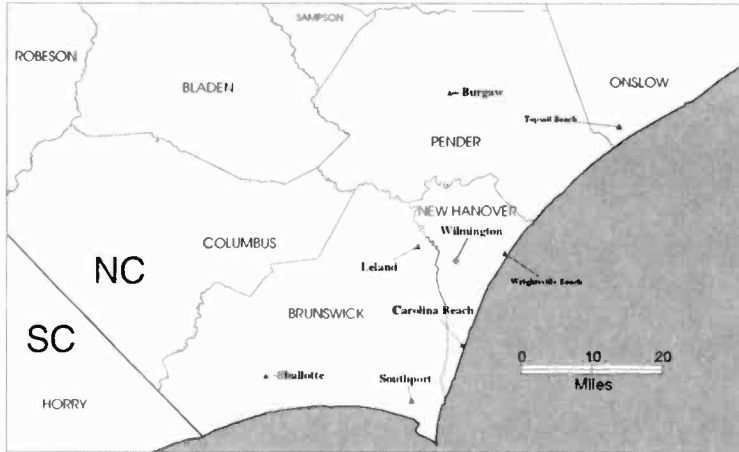 SAMPSON
ROBESON
BLADEN
ONSLOW
Burgaw
Topsail Beach
PENDER
NEW HANOVER
COLUMBUS
Wilmington
Leland
NC
Wrightsville Beach
BRUNSWICK
Carolina Beach
SC
0 10 20
Miles
Shallotte
Southport
HORRY